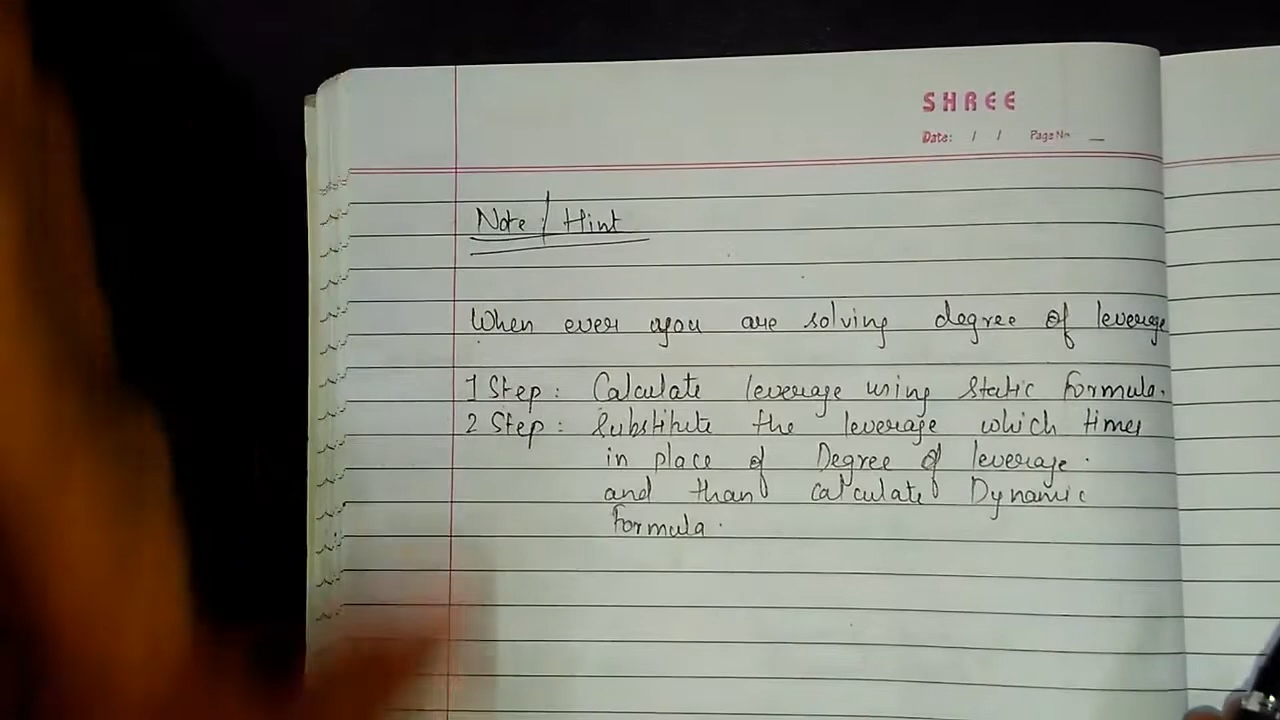 SHREE
Date: / / Page No. __
Note / Hint
When ever you are solving degree of leverage
1 Step: Calculate leverage using Static Formula.
2 Step: Substitute the leverage which times
in place of Degree of leverage.
and than calculate Dynamic
Formula.